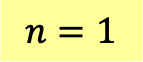 n = 1